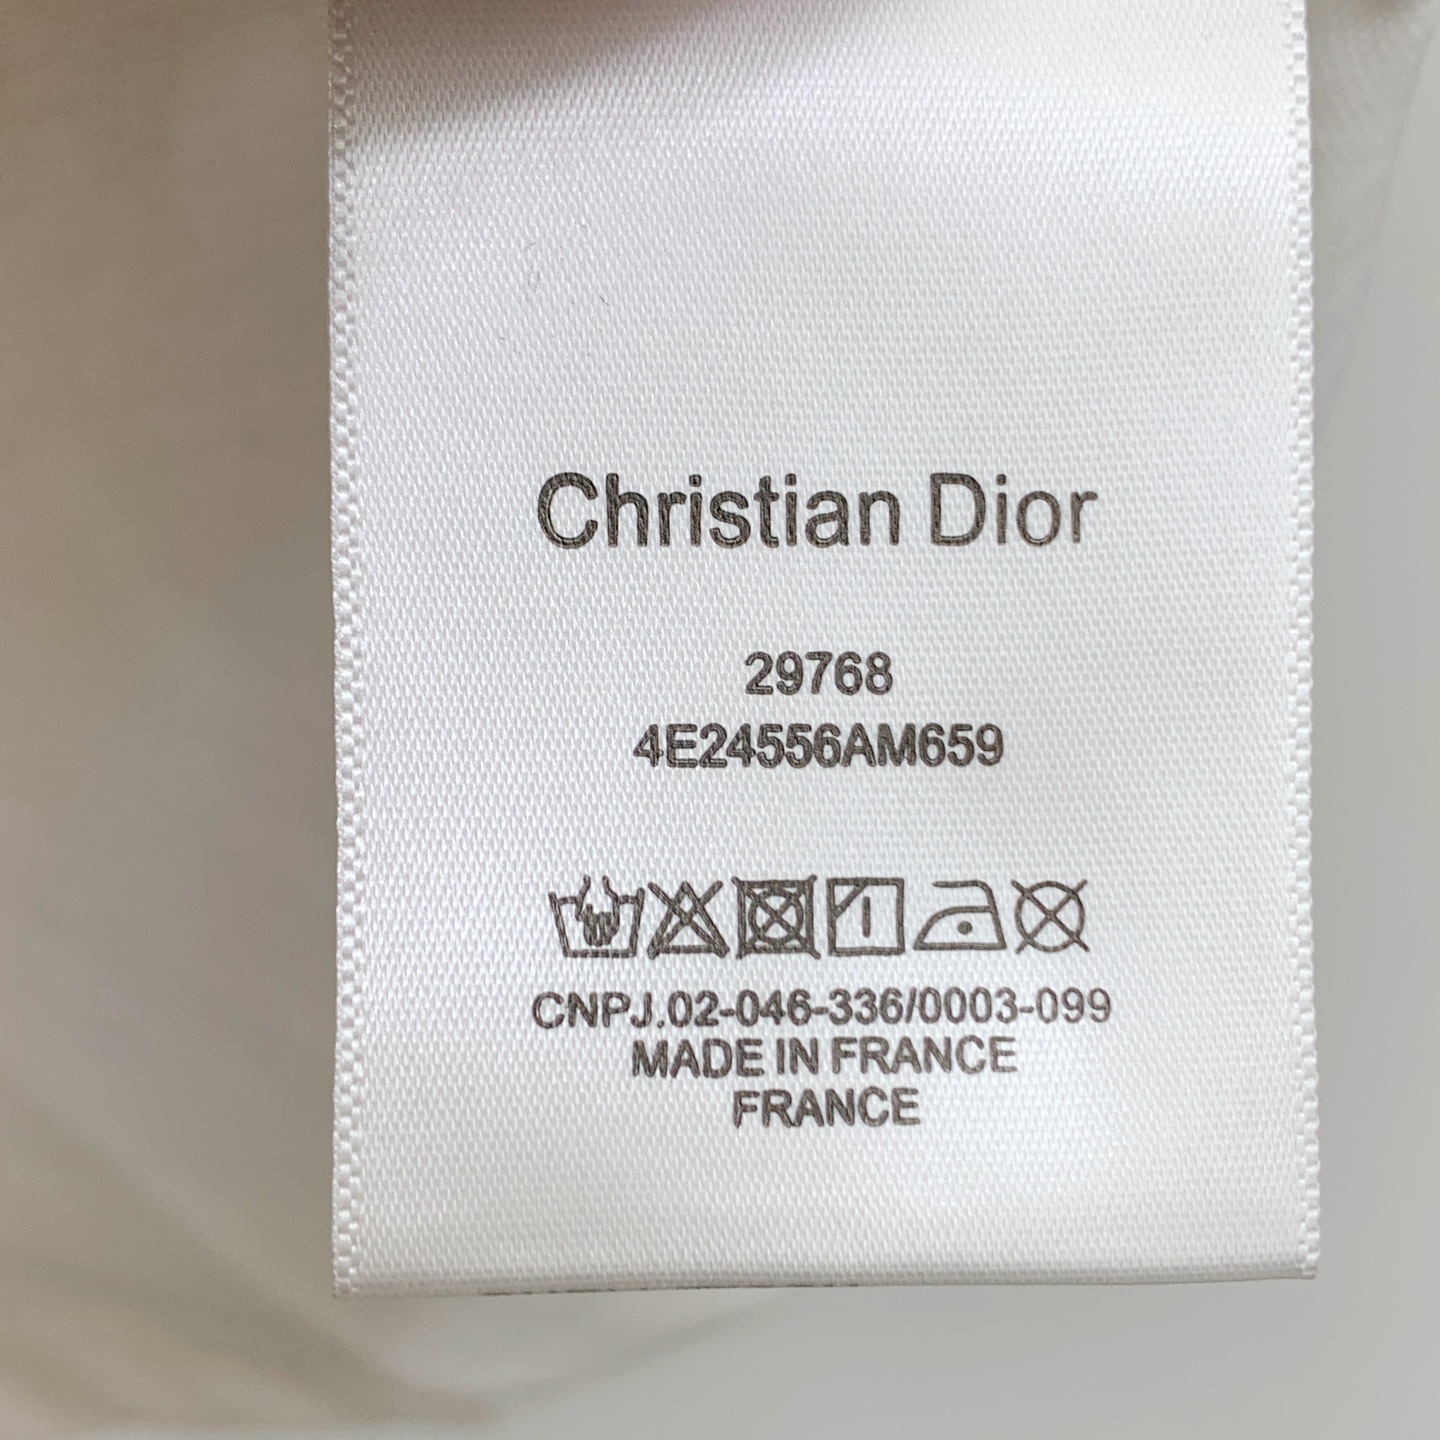 Christian Dior
29768
4E24556AM659
CNPJ.02-046-336/0003-099
MADE IN FRANCE
FRANCE